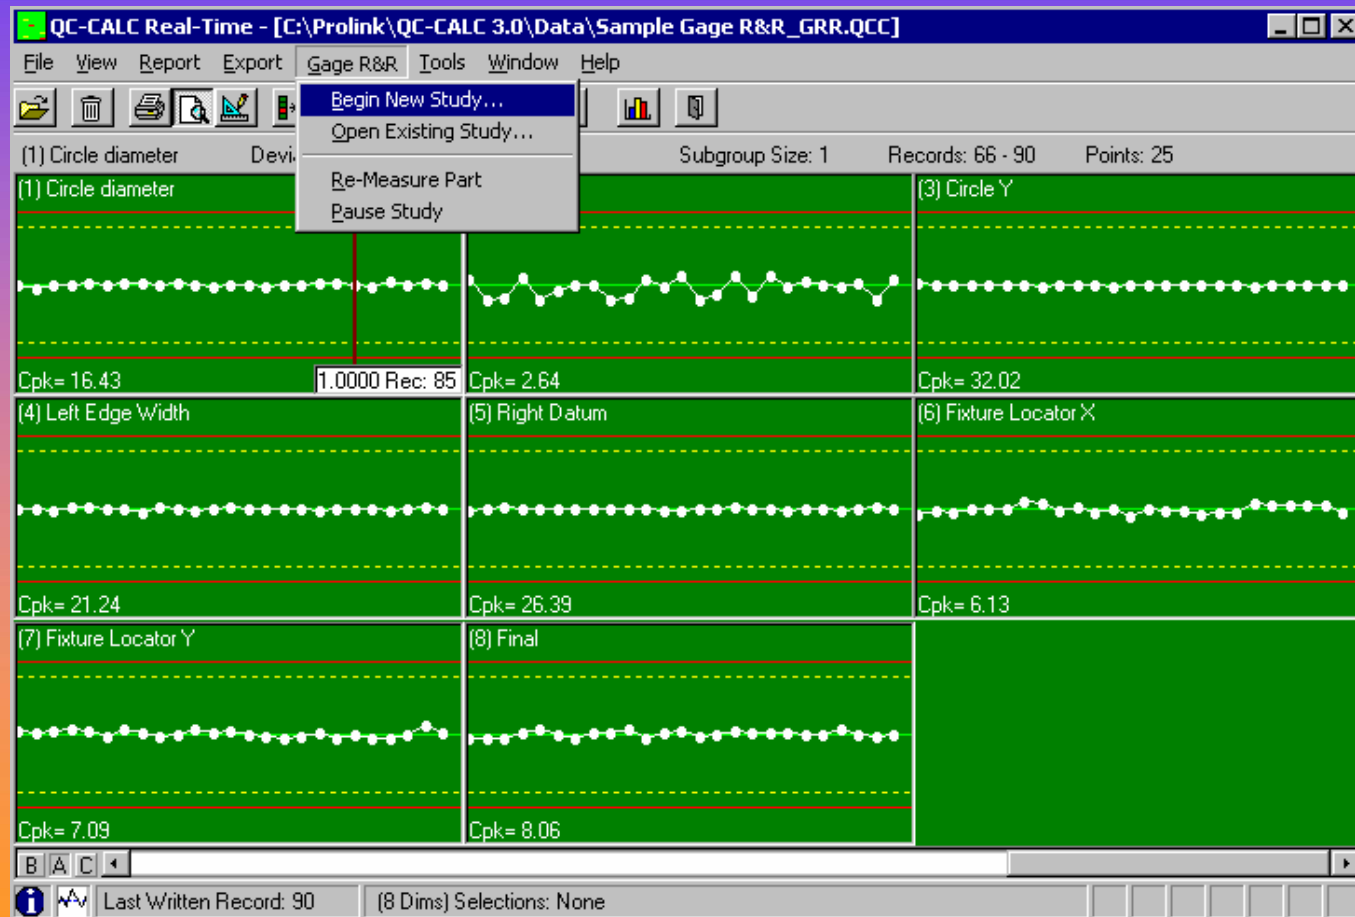 QC-CALC Real-Time - [C:\Prolink\QC-CALC 3.0\Data\Sample Gage R&R_GRR.QCC]
File View Report Export Gage R&R Tools Window Help
Begin New Study...
Open Existing Study...
Re-Measure Part
Pause Study
(1) Circle diameter Devi Subgroup Size: 1 Records: 66 - 90 Points: 25
(1) Circle diameter (3) Circle Y
Cpk= 16.43 1.0000 Rec: 85 Cpk= 2.64 Cpk= 32.02
(4) Left Edge Width (5) Right Datum (6) Fixture Locator X
Cpk= 21.24 Cpk= 26.39 Cpk= 6.13
(7) Fixture Locator Y (8) Final
Cpk= 7.09 Cpk= 8.06
B A C
Last Written Record: 90 (8 Dims) Selections: None